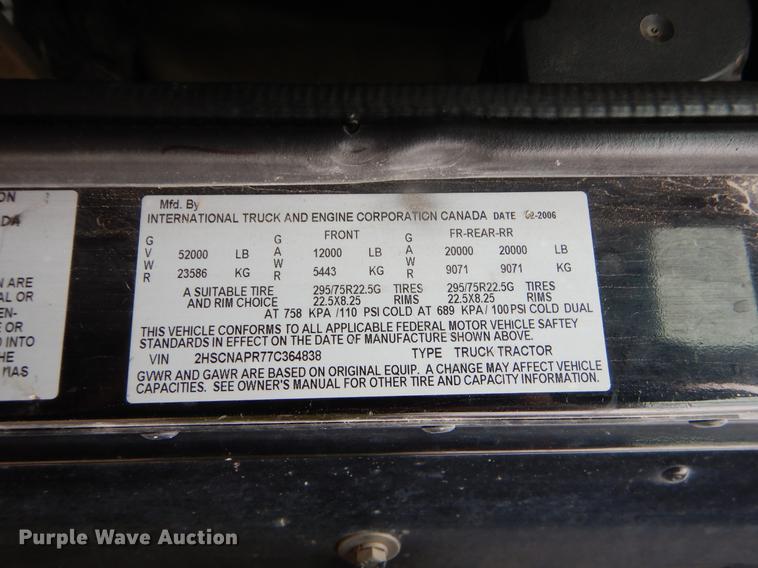 ON
ADA
N ARE
AL OR
EN-
E OR
D INTO
MAS
Mfd. By
INTERNATIONAL TRUCK AND ENGINE CORPORATION CANADA DATE 02-2006
G G FRONT G FR-REAR-RR
V 52000 LB A 12000 LB A 20000 20000 LB
W W W
R 23586 KG R 5443 KG R 9071 9071 KG
A SUITABLE TIRE 295/75R22.5G TIRES 295/75R22.5G TIRES
AND RIM CHOICE 22.5X8.25 RIMS 22.5X8.25 RIMS
AT 758 KPA /110 PSI COLD AT 689 KPA/ 100PSI COLD DUAL
THIS VEHICLE CONFORMS TO ALL APPLICABLE FEDERAL MOTOR VEHICLE SAFTEY
STANDARDS IN EFFECT ON THE DATE OF MANUFACTURE SHOWN ABOVE.
VIN 2HSCNAPR77C364838 TYPE TRUCK TRACTOR
GVWR AND GAWR ARE BASED ON ORIGINAL EQUIP. A CHANGE MAY AFFECT VEHICLE
CAPACITIES. SEE OWNER'S MANUAL FOR OTHER TIRE AND CAPACITY INFORMATION.
Purple Wave Auction